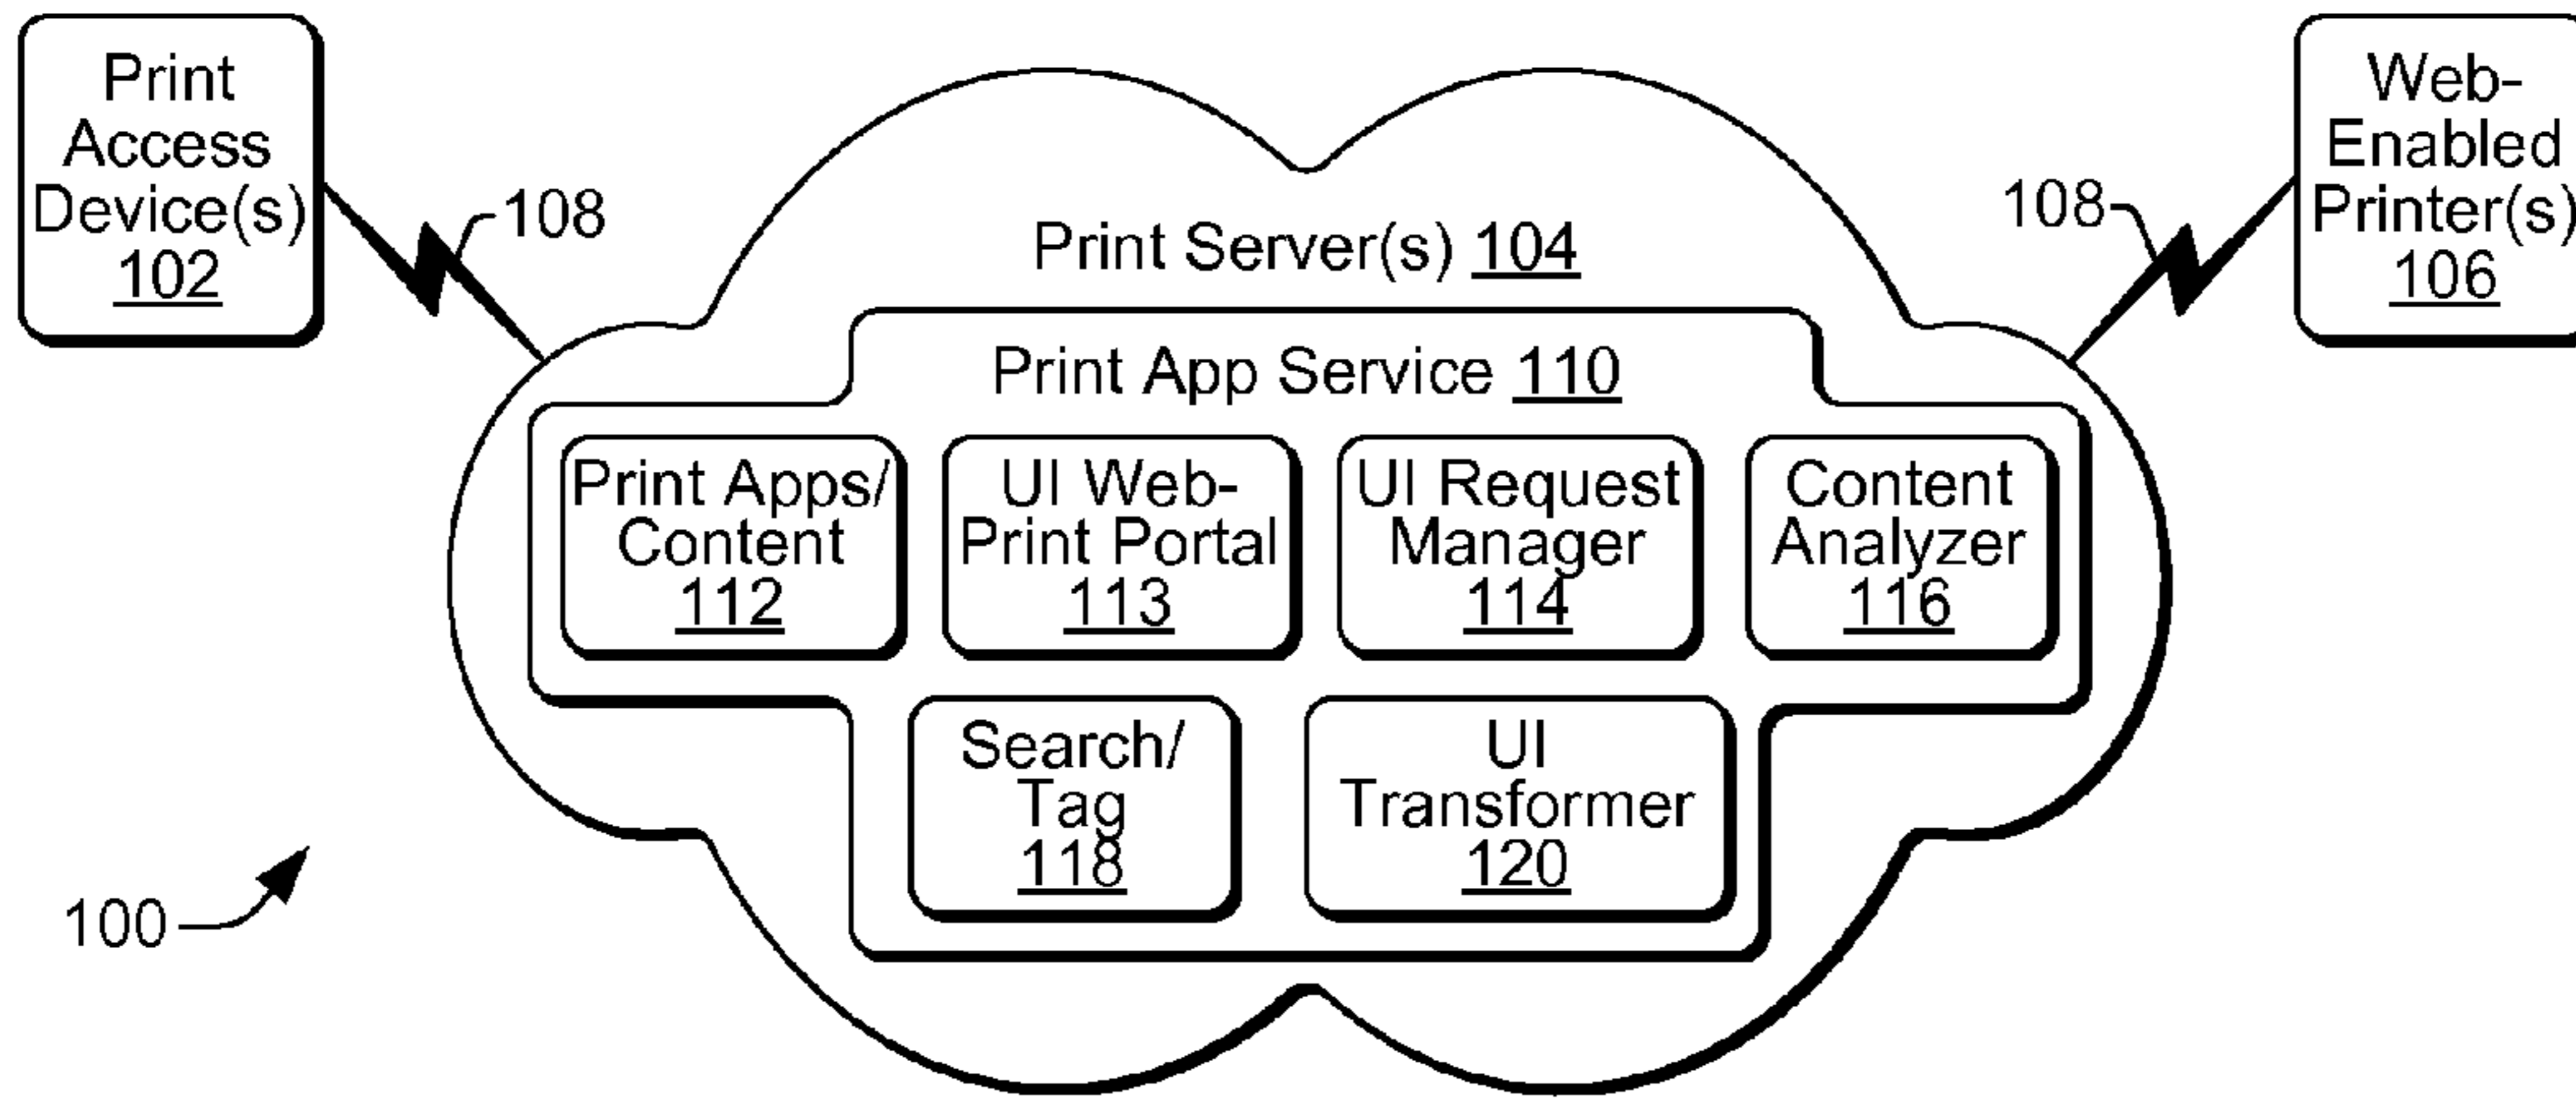 Print
Access
Device(s)
102
108
Print Server(s) 104
108
Web-
Enabled
Printer(s)
106
Print App Service 110
Print Apps/
Content
112
UI Web-
Print Portal
113
UI Request
Manager
114
Content
Analyzer
116
Search/
Tag
118
UI
Transformer
120
100